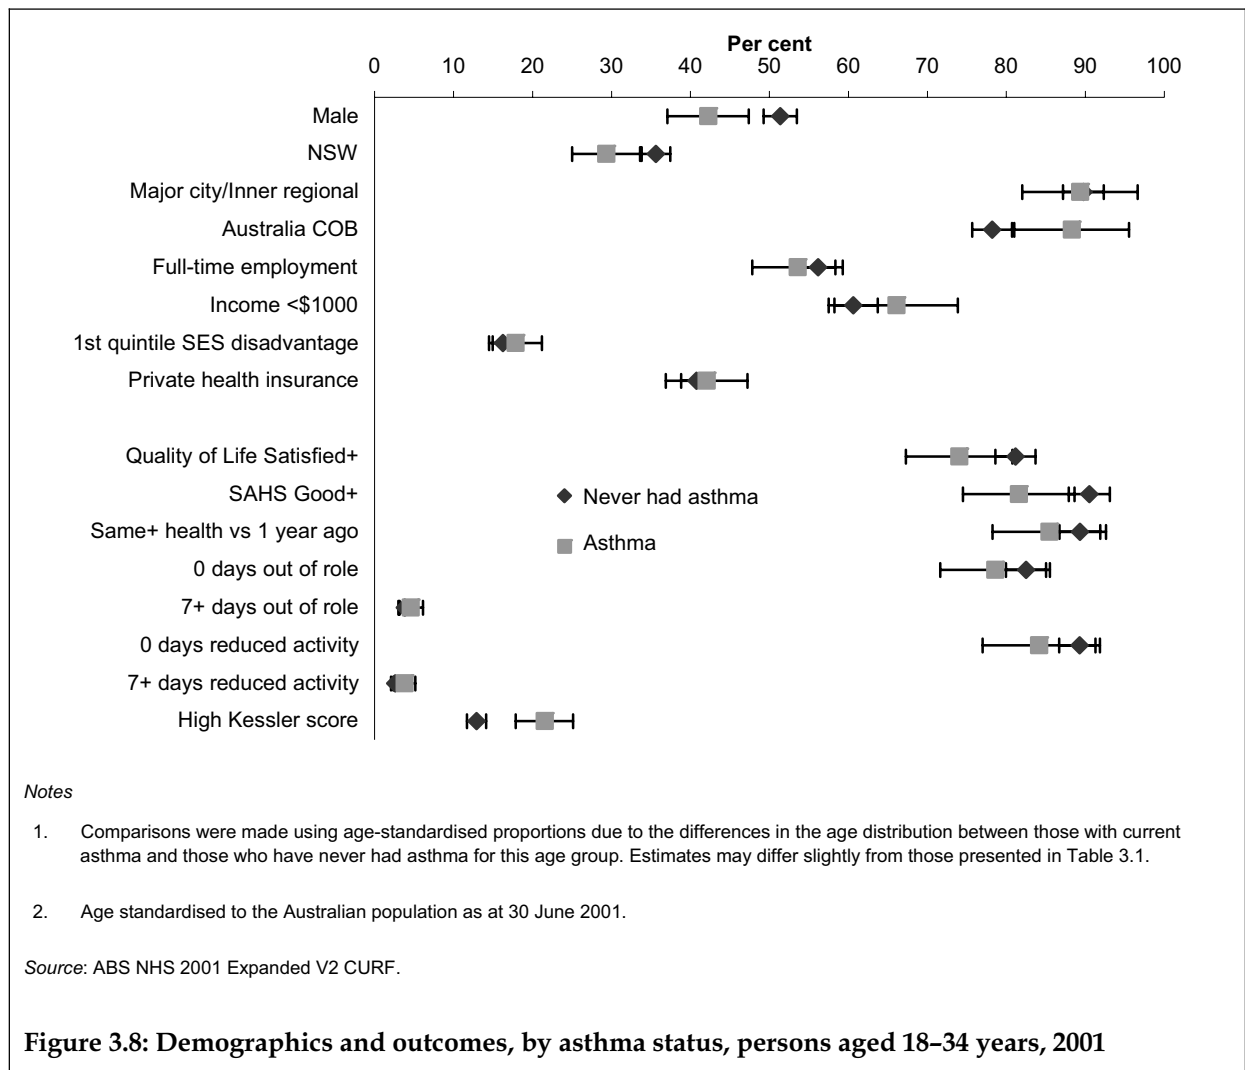 Per cent
0 10 20 30 40 50 60 70 80 90 100
Male
NSW
Major city/Inner regional
Australia COB
Full-time employment
Income <$1000
1st quintile SES disadvantage
Private health insurance
Quality of Life Satisfied+
SAHS Good+
Same+ health vs 1 year ago
0 days out of role
7+ days out of role
0 days reduced activity
7+ days reduced activity
High Kessler score
Never had asthma
Asthma
Notes
1. Comparisons were made using age-standardised proportions due to the differences in the age distribution between those with current
asthma and those who have never had asthma for this age group. Estimates may differ slightly from those presented in Table 3.1.
2. Age standardised to the Australian population as at 30 June 2001.
Source: ABS NHS 2001 Expanded V2 CURF.
Figure 3.8: Demographics and outcomes, by asthma status, persons aged 18–34 years, 2001